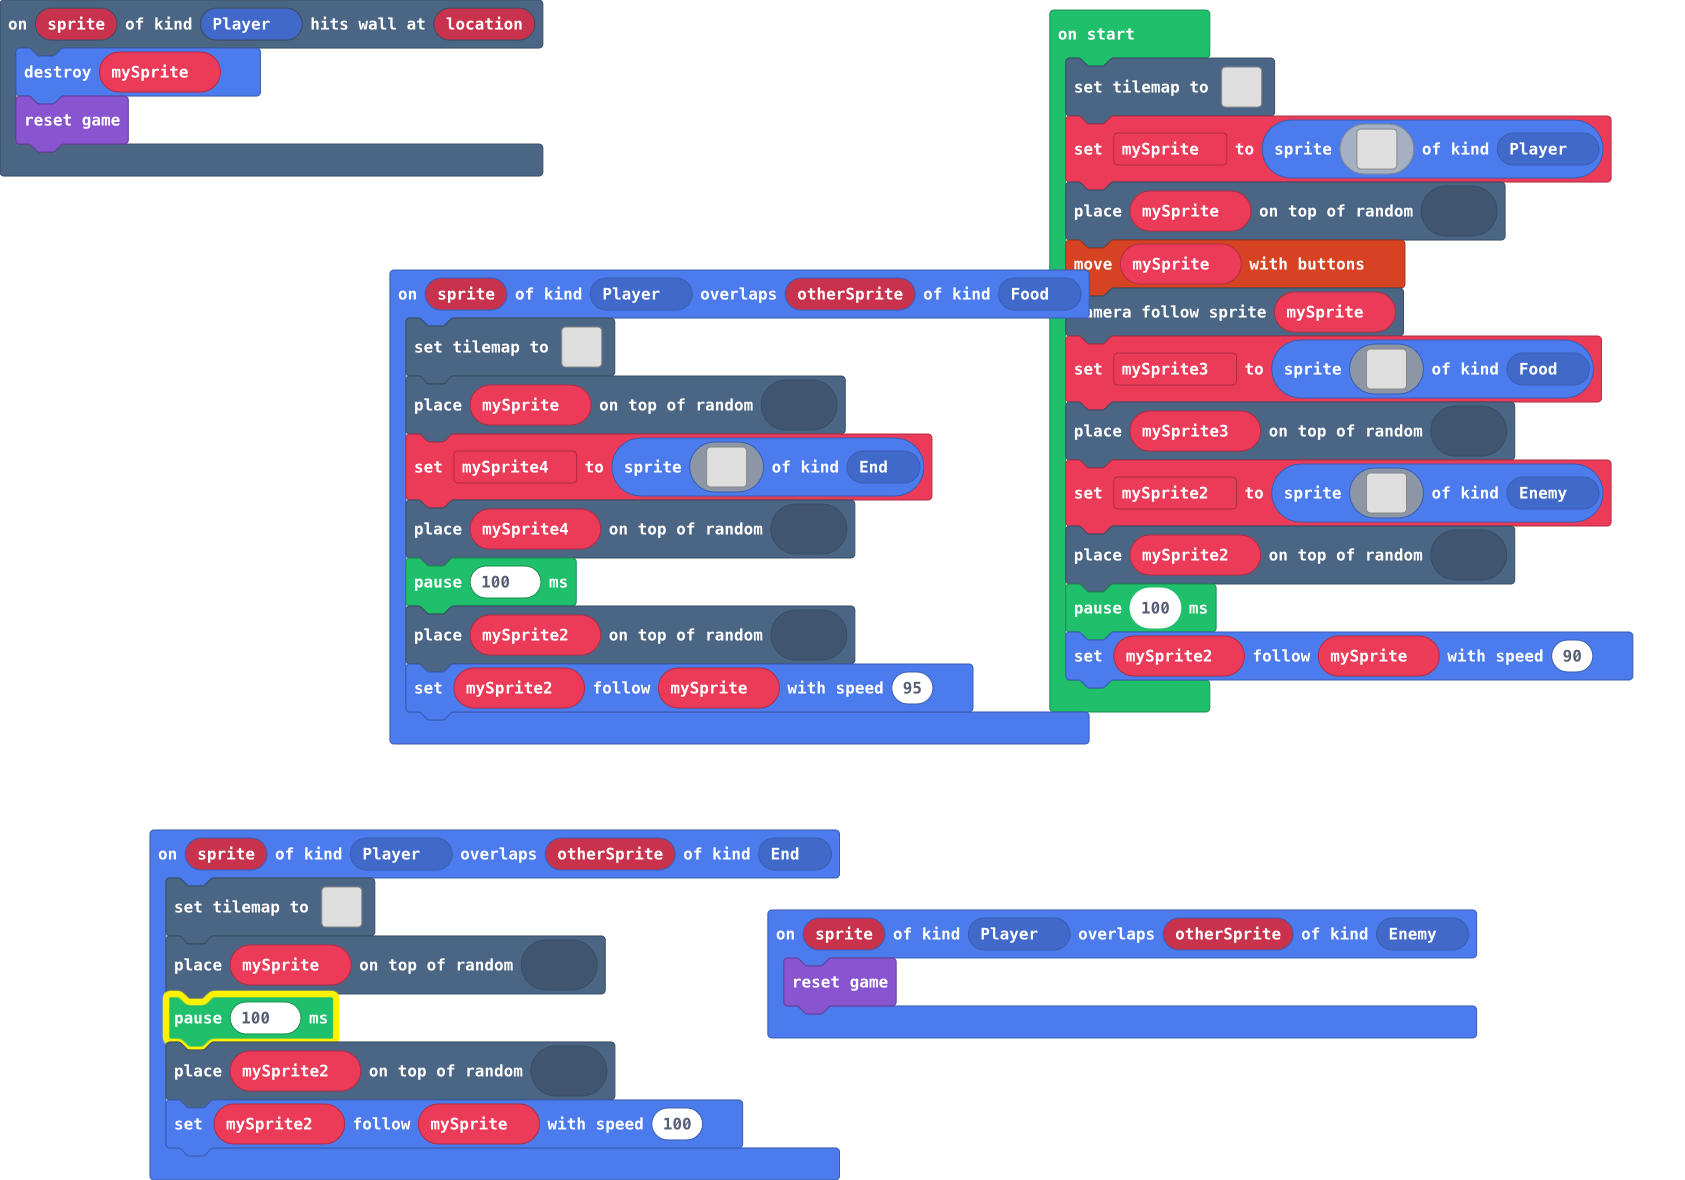 on sprite of kind Player hits wall at location
destroy mySprite
reset game
on start
set tilemap to
set mySprite to sprite of kind Player
place mySprite on top of random
move mySprite with buttons
amera follow sprite mySprite
set mySprite3 to sprite of kind Food
place mySprite3 on top of random
set mySprite2 to sprite of kind Enemy
place mySprite2 on top of random
pause 100 ms
set mySprite2 follow mySprite with speed 90
on sprite of kind Player overlaps otherSprite of kind Food
set tilemap to
place mySprite on top of random
set mySprite4 to sprite of kind End
place mySprite4 on top of random
pause 100 ms
place mySprite2 on top of random
set mySprite2 follow mySprite with speed 95
on sprite of kind Player overlaps otherSprite of kind End
set tilemap to
place mySprite on top of random
pause 100 ms
place mySprite2 on top of random
set mySprite2 follow mySprite with speed 100
on sprite of kind Player overlaps otherSprite of kind Enemy
reset game